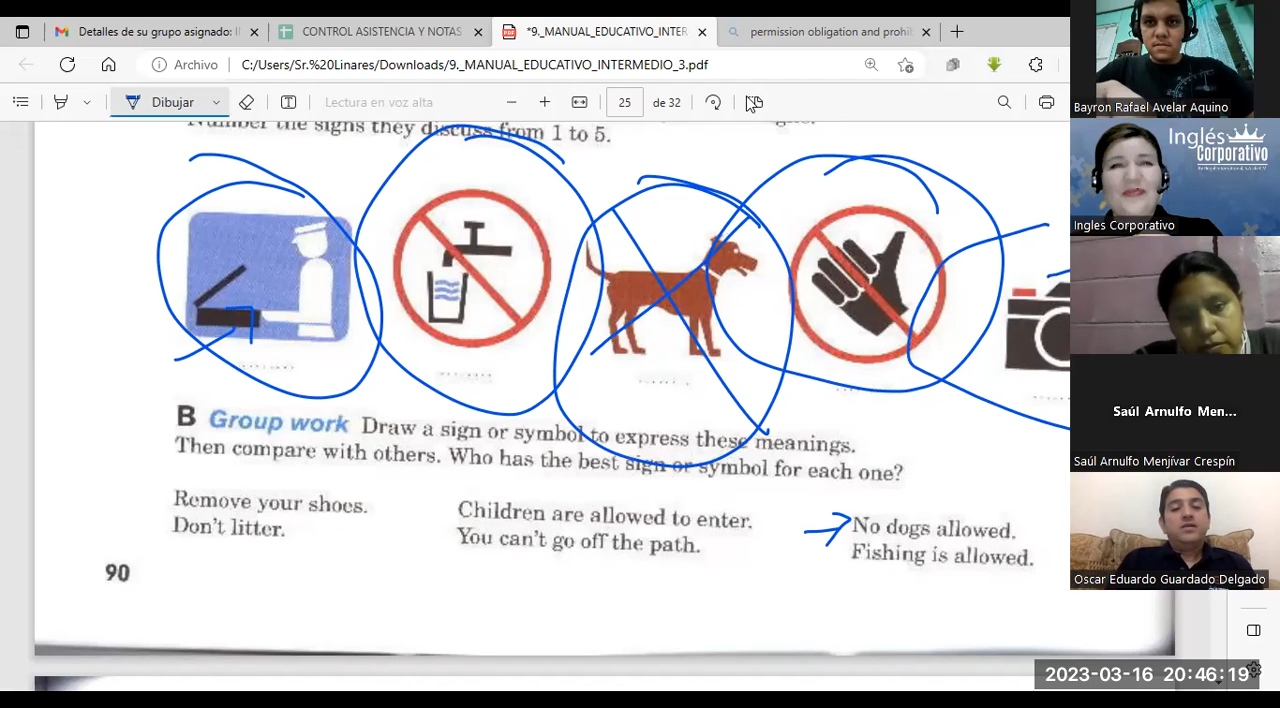 Detalles de su grupo asignado: I
CONTROL ASISTENCIA Y NOTAS
*9._MANUAL_EDUCATIVO_INTER
permission obligation and prohib
Archivo
C:/Users/Sr.%20Linares/Downloads/9._MANUAL_EDUCATIVO_INTERMEDIO_3.pdf
Dibujar
Lectura en voz alta
25
de 32
Number the signs they discuss from 1 to 5.
B Group work Draw a sign or symbol to express these meanings.
Then compare with others. Who has the best sign or symbol for each one?
Remove your shoes.
Don't litter.
Children are allowed to enter.
You can't go off the path.
No dogs allowed.
Fishing is allowed.
90
Bayron Rafael Avelar Aquino
Inglés
Corporativo
Ingles Corporativo
Saúl Arnulfo Men...
Saúl Arnulfo Menjívar Crespín
Oscar Eduardo Guardado Delgado
2023-03-16 20:46:19